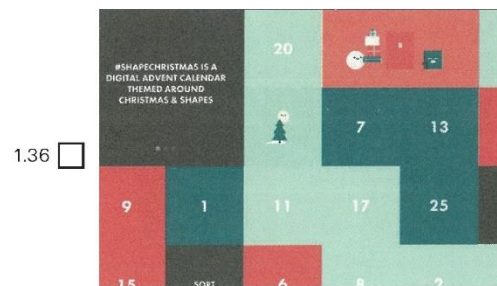 #SHAPECHRISTMAS IS A
DIGITAL ADVENT CALENDAR
THEMED AROUND
CHRISTMAS & SHAPES
20
7
13
1.36
9
1
11
17
25
15
SORT
6
8
2